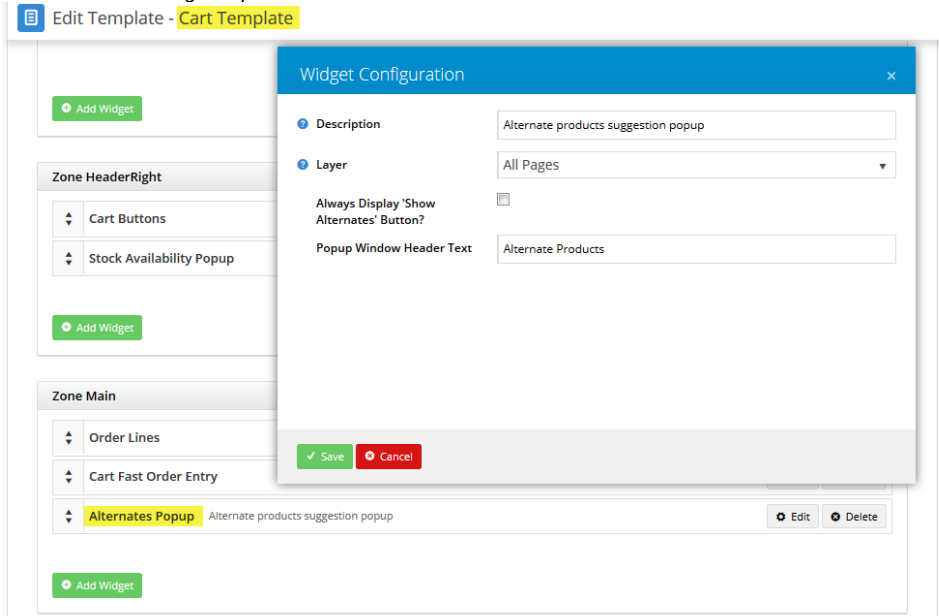 Edit Template - Cart Template
Widget Configuration
×
Add Widget
Description
Alternate products suggestion popup
Layer
All Pages
Always Display 'Show
Alternates' Button?
Popup Window Header Text
Alternate Products
Zone HeaderRight
Cart Buttons
Stock Availability Popup
Add Widget
Zone Main
Order Lines
Save
Cancel
Cart Fast Order Entry
Alternates Popup Alternate products suggestion popup
Edit
Delete
Add Widget